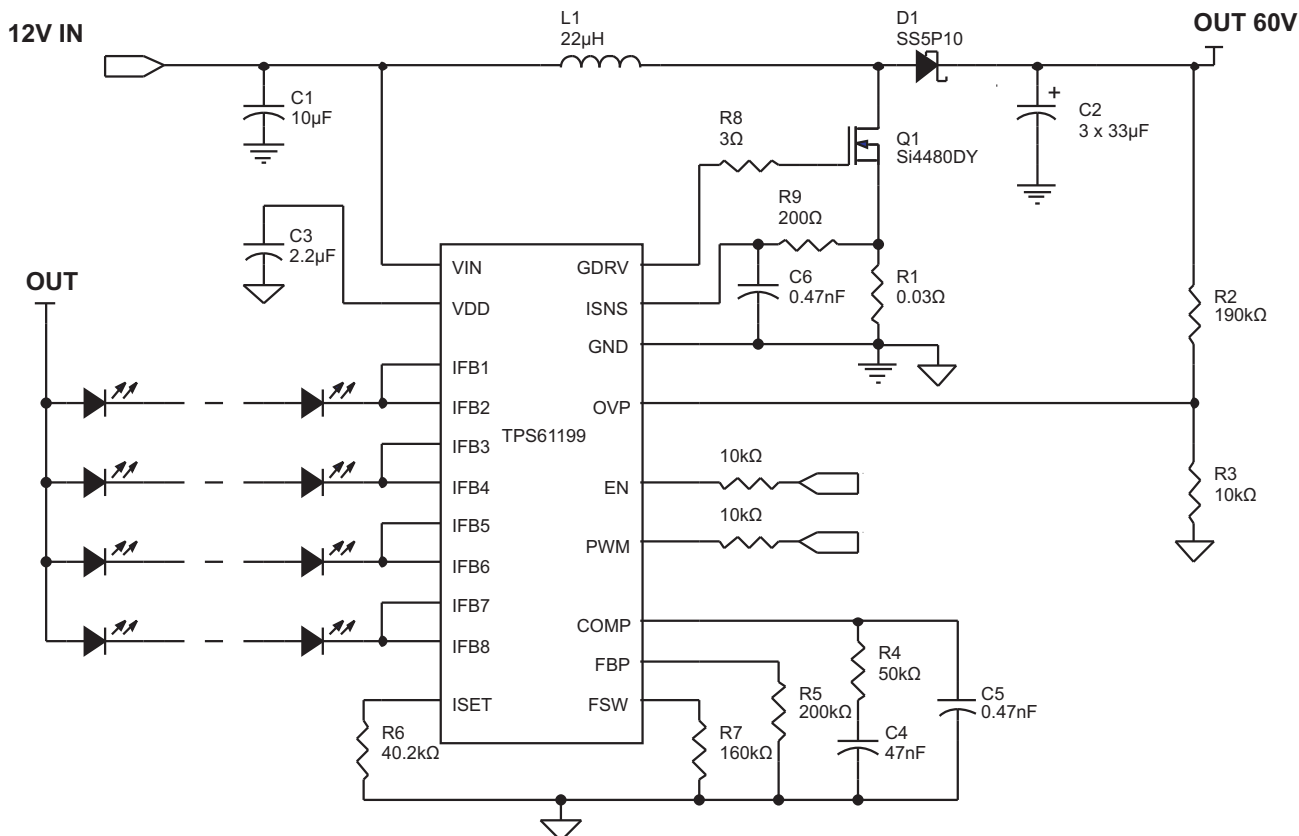 12V IN
L1
22µH
D1
SS5P10
OUT 60V
C1
10µF
R8
3Ω
Q1
Si4480DY
+
C2
3 x 33µF
C3
2.2µF
R9
200Ω
C6
0.47nF
R1
0.03Ω
R2
190kΩ
OUT
VIN
VDD
IFB1
IFB2
IFB3
IFB4
IFB5
IFB6
IFB7
IFB8
ISET
TPS61199
GDRV
ISNS
GND
OVP
EN
PWM
COMP
FBP
FSW
10kΩ
10kΩ
R3
10kΩ
R4
50kΩ
C5
0.47nF
R5
200kΩ
C4
47nF
R7
160kΩ
R6
40.2kΩ